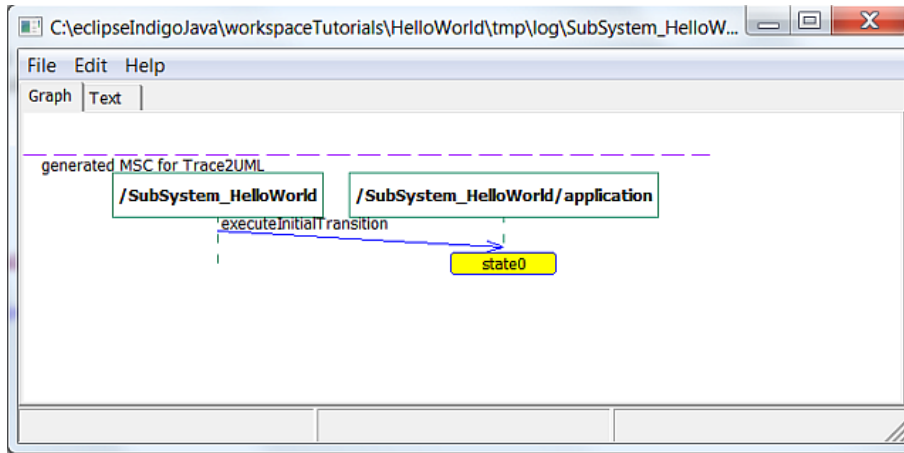 C:\eclipseIndigoJava\workspaceTutorials\HelloWorld\tmp\log\SubSystem_HelloW...
File Edit Help
Graph Text
generated MSC for Trace2UML
/SubSystem_HelloWorld /SubSystem_HelloWorld/application
executeInitialTransition
state0